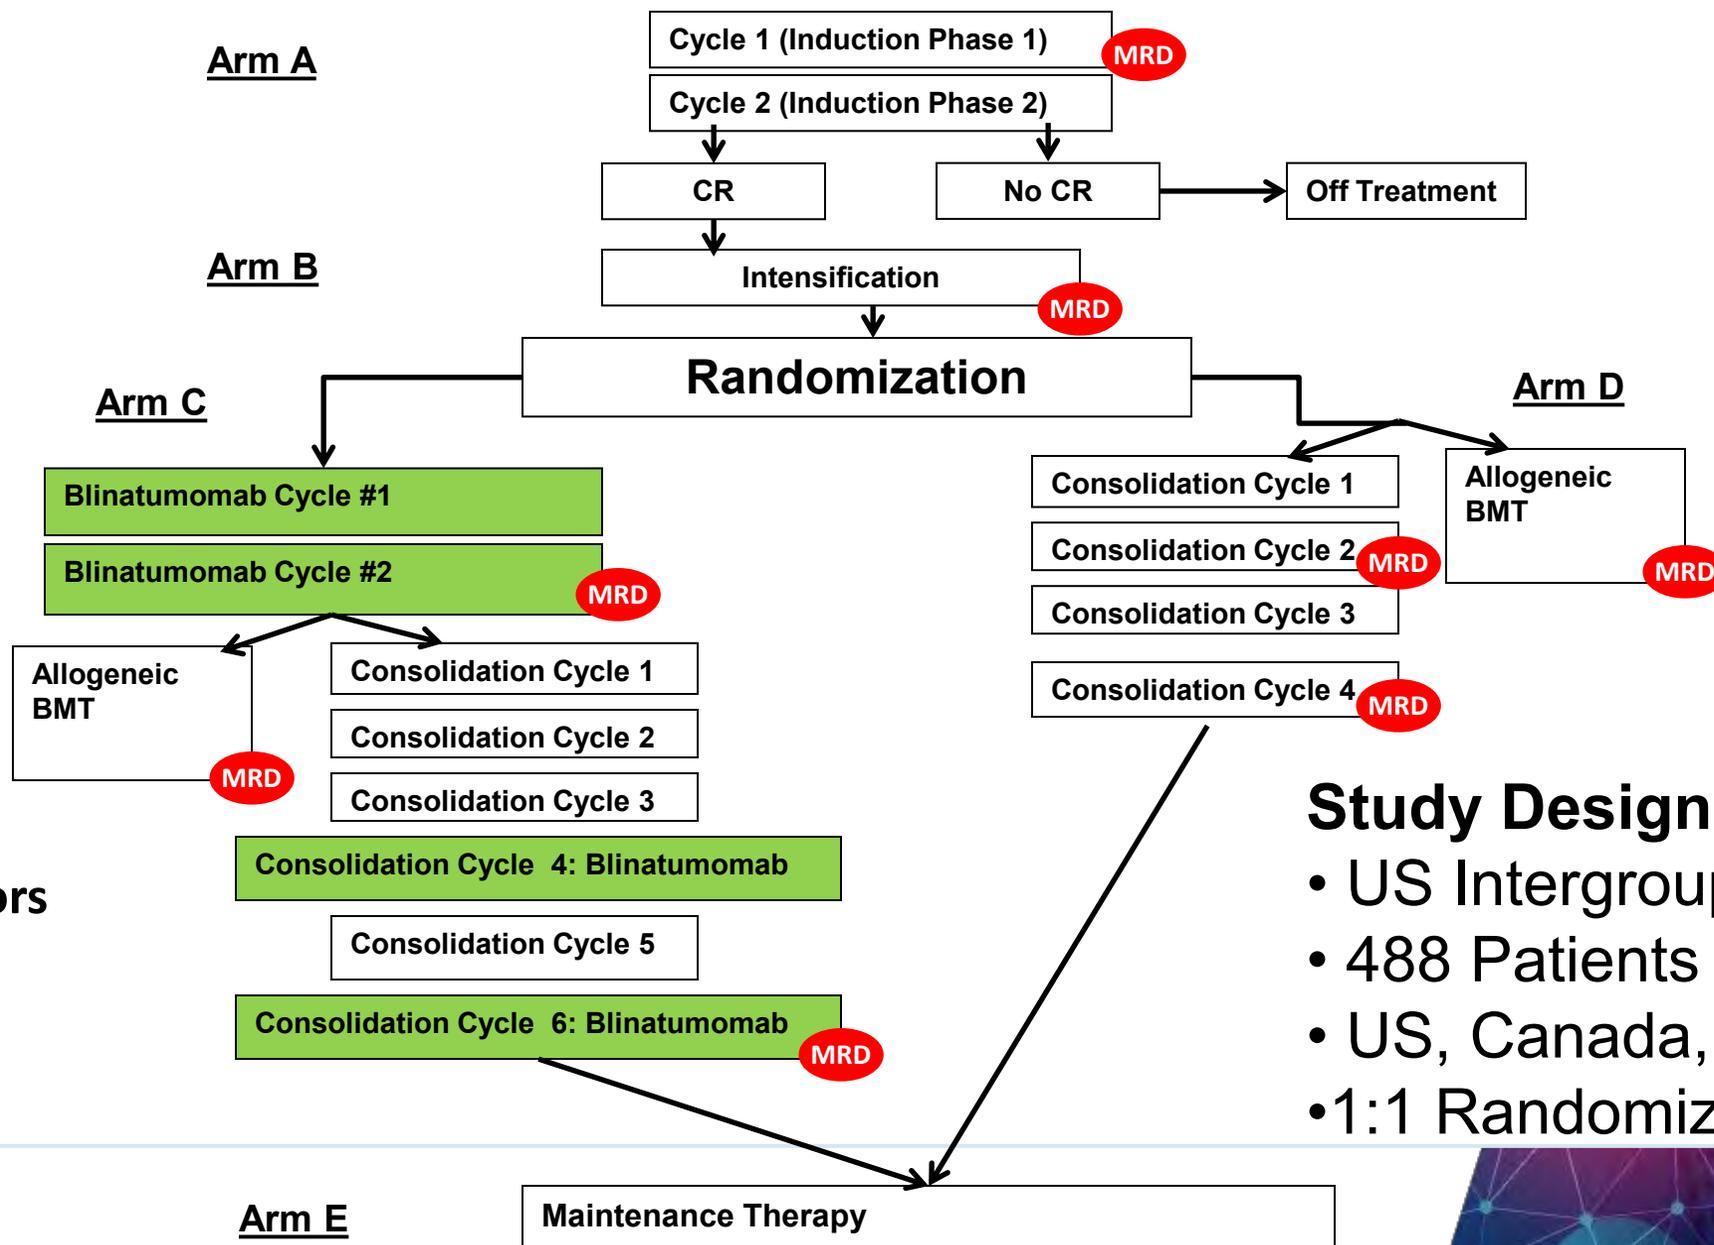 Cycle 1 (Induction Phase 1)
MRD
Arm A
Cycle 2 (Induction Phase 2)
CR
No CR
Off Treatment
Arm B
Intensification
MRD
Randomization
Arm C
Arm D
Blinatumomab Cycle #1
Blinatumomab Cycle #2
MRD
Consolidation Cycle 1
Consolidation Cycle 2
MRD
Consolidation Cycle 3
Consolidation Cycle 4
MRD
Allogeneic
BMT
MRD
Allogeneic
BMT
MRD
Consolidation Cycle 1
Consolidation Cycle 2
Consolidation Cycle 3
Consolidation Cycle 4: Blinatumomab
Consolidation Cycle 5
Consolidation Cycle 6: Blinatumomab
MRD
ors
Study Design
• US Intergroup
• 488 Patients
• US, Canada,
•1:1 Randomiz
Arm E
Maintenance Therapy